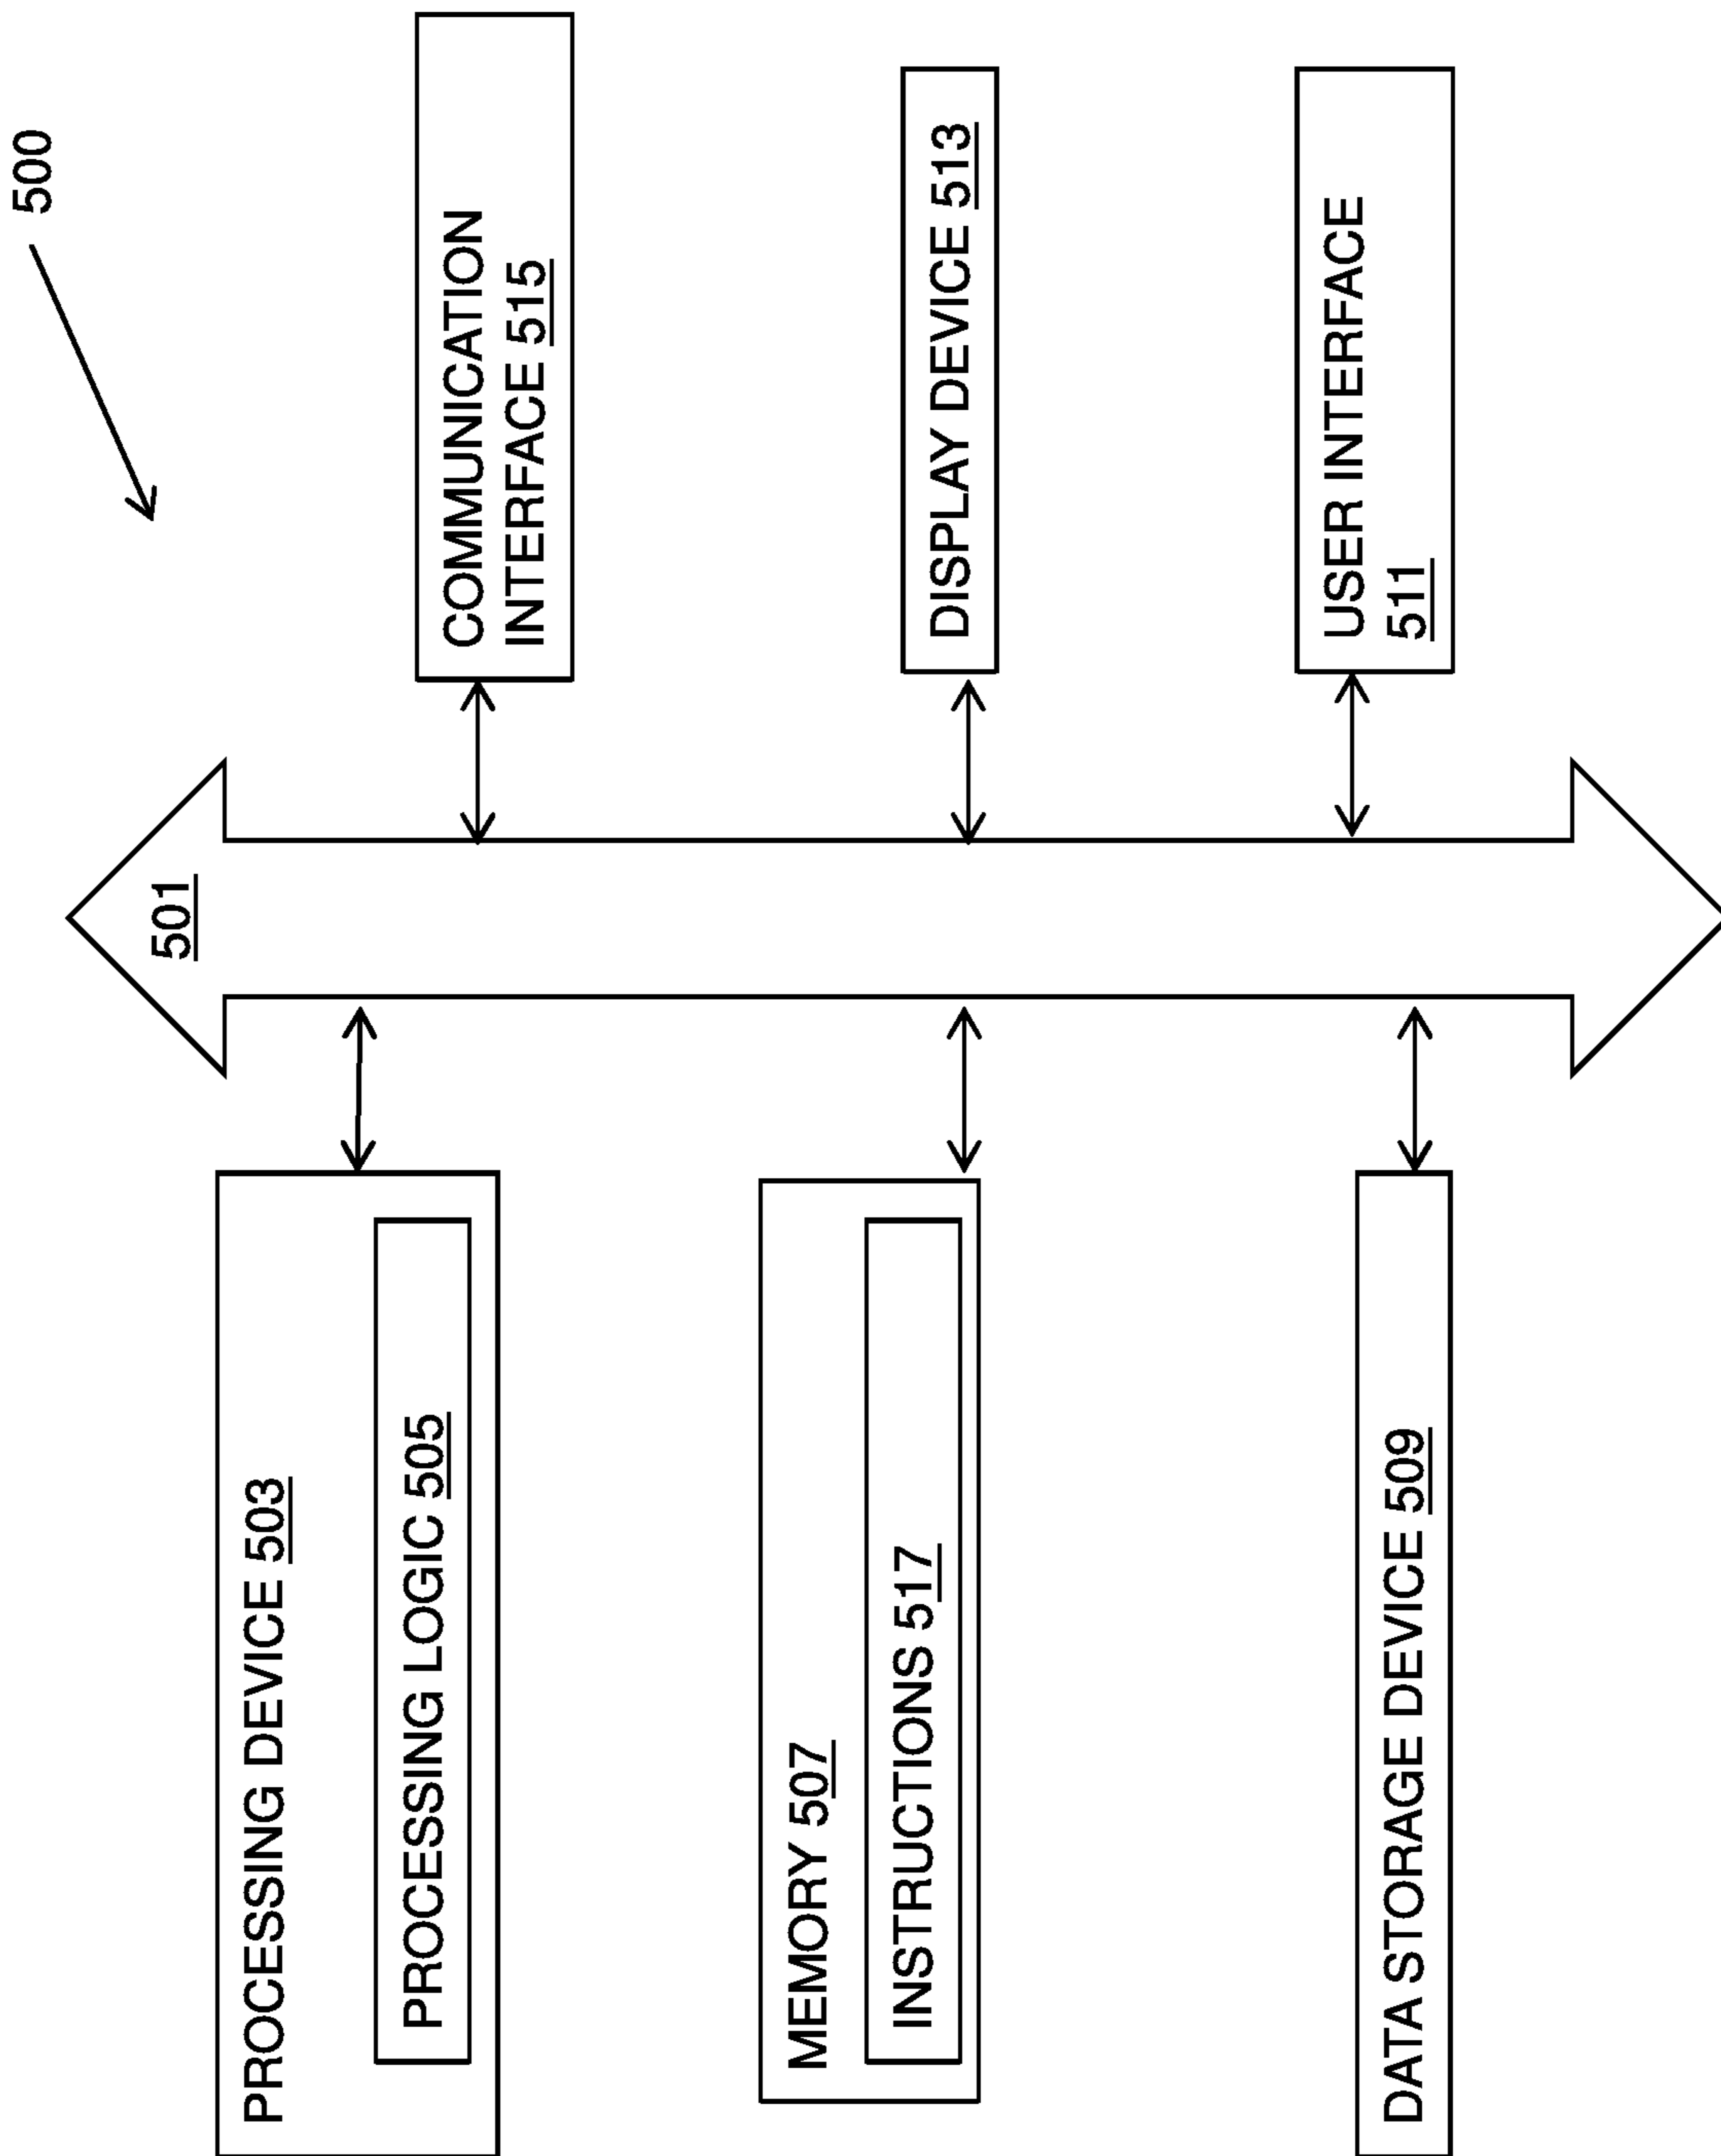 500
501
PROCESSING DEVICE 503
PROCESSING LOGIC 505
MEMORY 507
INSTRUCTIONS 517
DATA STORAGE DEVICE 509
COMMUNICATION
INTERFACE 515
DISPLAY DEVICE 513
USER INTERFACE
511